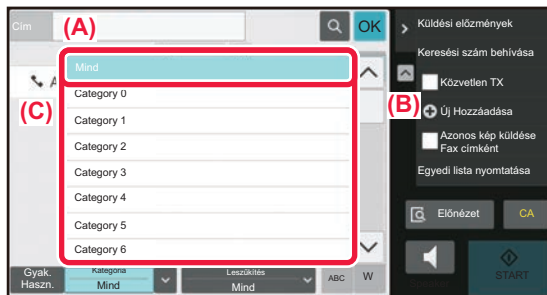 Cím
(A)
OK
Mind
A
(C)
Category 0
Category 1
Category 2
Category 3
Category 4
Category 5
Category 6
Gyak.
Haszn.
Kategória
Mind
Leszűkítés
Mind
ABC
W
Küldési előzmények
Keresési szám behívása
Közvetlen TX
(B)
Új Hozzáadása
Azonos kép küldése
Fax címként
Egyedi lista nyomtatása
Előnézet
CA
START